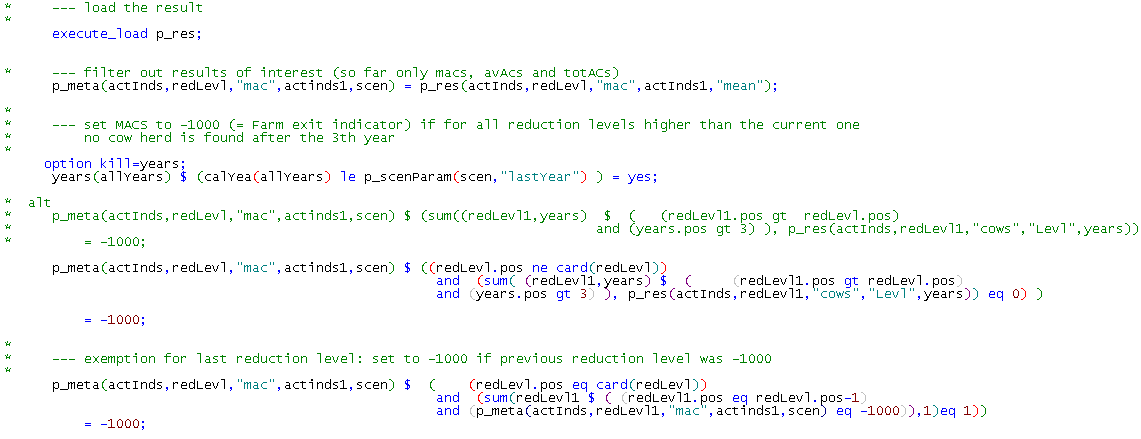 *     --- load the result
*
      execute_load p_res;
*     --- filter out results of interest (so far only macs, avAcs and totACs)
      p_meta(actInds,redLevl,"mac",actinds1,scen) = p_res(actInds,redLevl,"mac",actInds1,"mean");
*
*     --- set MACS to -1000 (= Farm exit indicator) if for all reduction levels higher than the current one
*         no cow herd is found after the 3th year
*
     option kill=years;
      years(allYears) $ (calYea(allYears) le p_scenParam(scen,"lastYear") ) = yes;
*  alt
*     p_meta(actInds,redLevl,"mac",actinds1,scen) $ (sum((redLevl1,years)  $  (   (redLevl1.pos gt  redLevl.pos)
*                                                                          and (years.pos gt 3) ), p_res(actInds,redLevl1,"cows","Levl",years))
*         = -1000;
      p_meta(actInds,redLevl,"mac",actinds1,scen) $ ((redLevl.pos ne card(redLevl))
                                                      and  (sum( (redLevl1,years) $  (     (redLevl1.pos gt redLevl.pos)
                                                      and (years.pos gt 3) ), p_res(actInds,redLevl1,"cows","Levl",years)) eq 0) )
          = -1000;
*
*     --- exemption for last reduction level: set to -1000 if previous reduction level was -1000
*
      p_meta(actInds,redLevl,"mac",actinds1,scen) $  (    (redLevl.pos eq card(redLevl))
                                                      and  (sum(redLevl1 $ ( (redLevl1.pos eq redLevl.pos-1)
                                                      and (p_meta(actInds,redLevl1,"mac",actinds1,scen) eq -1000)),1)eq 1))
          = -1000;